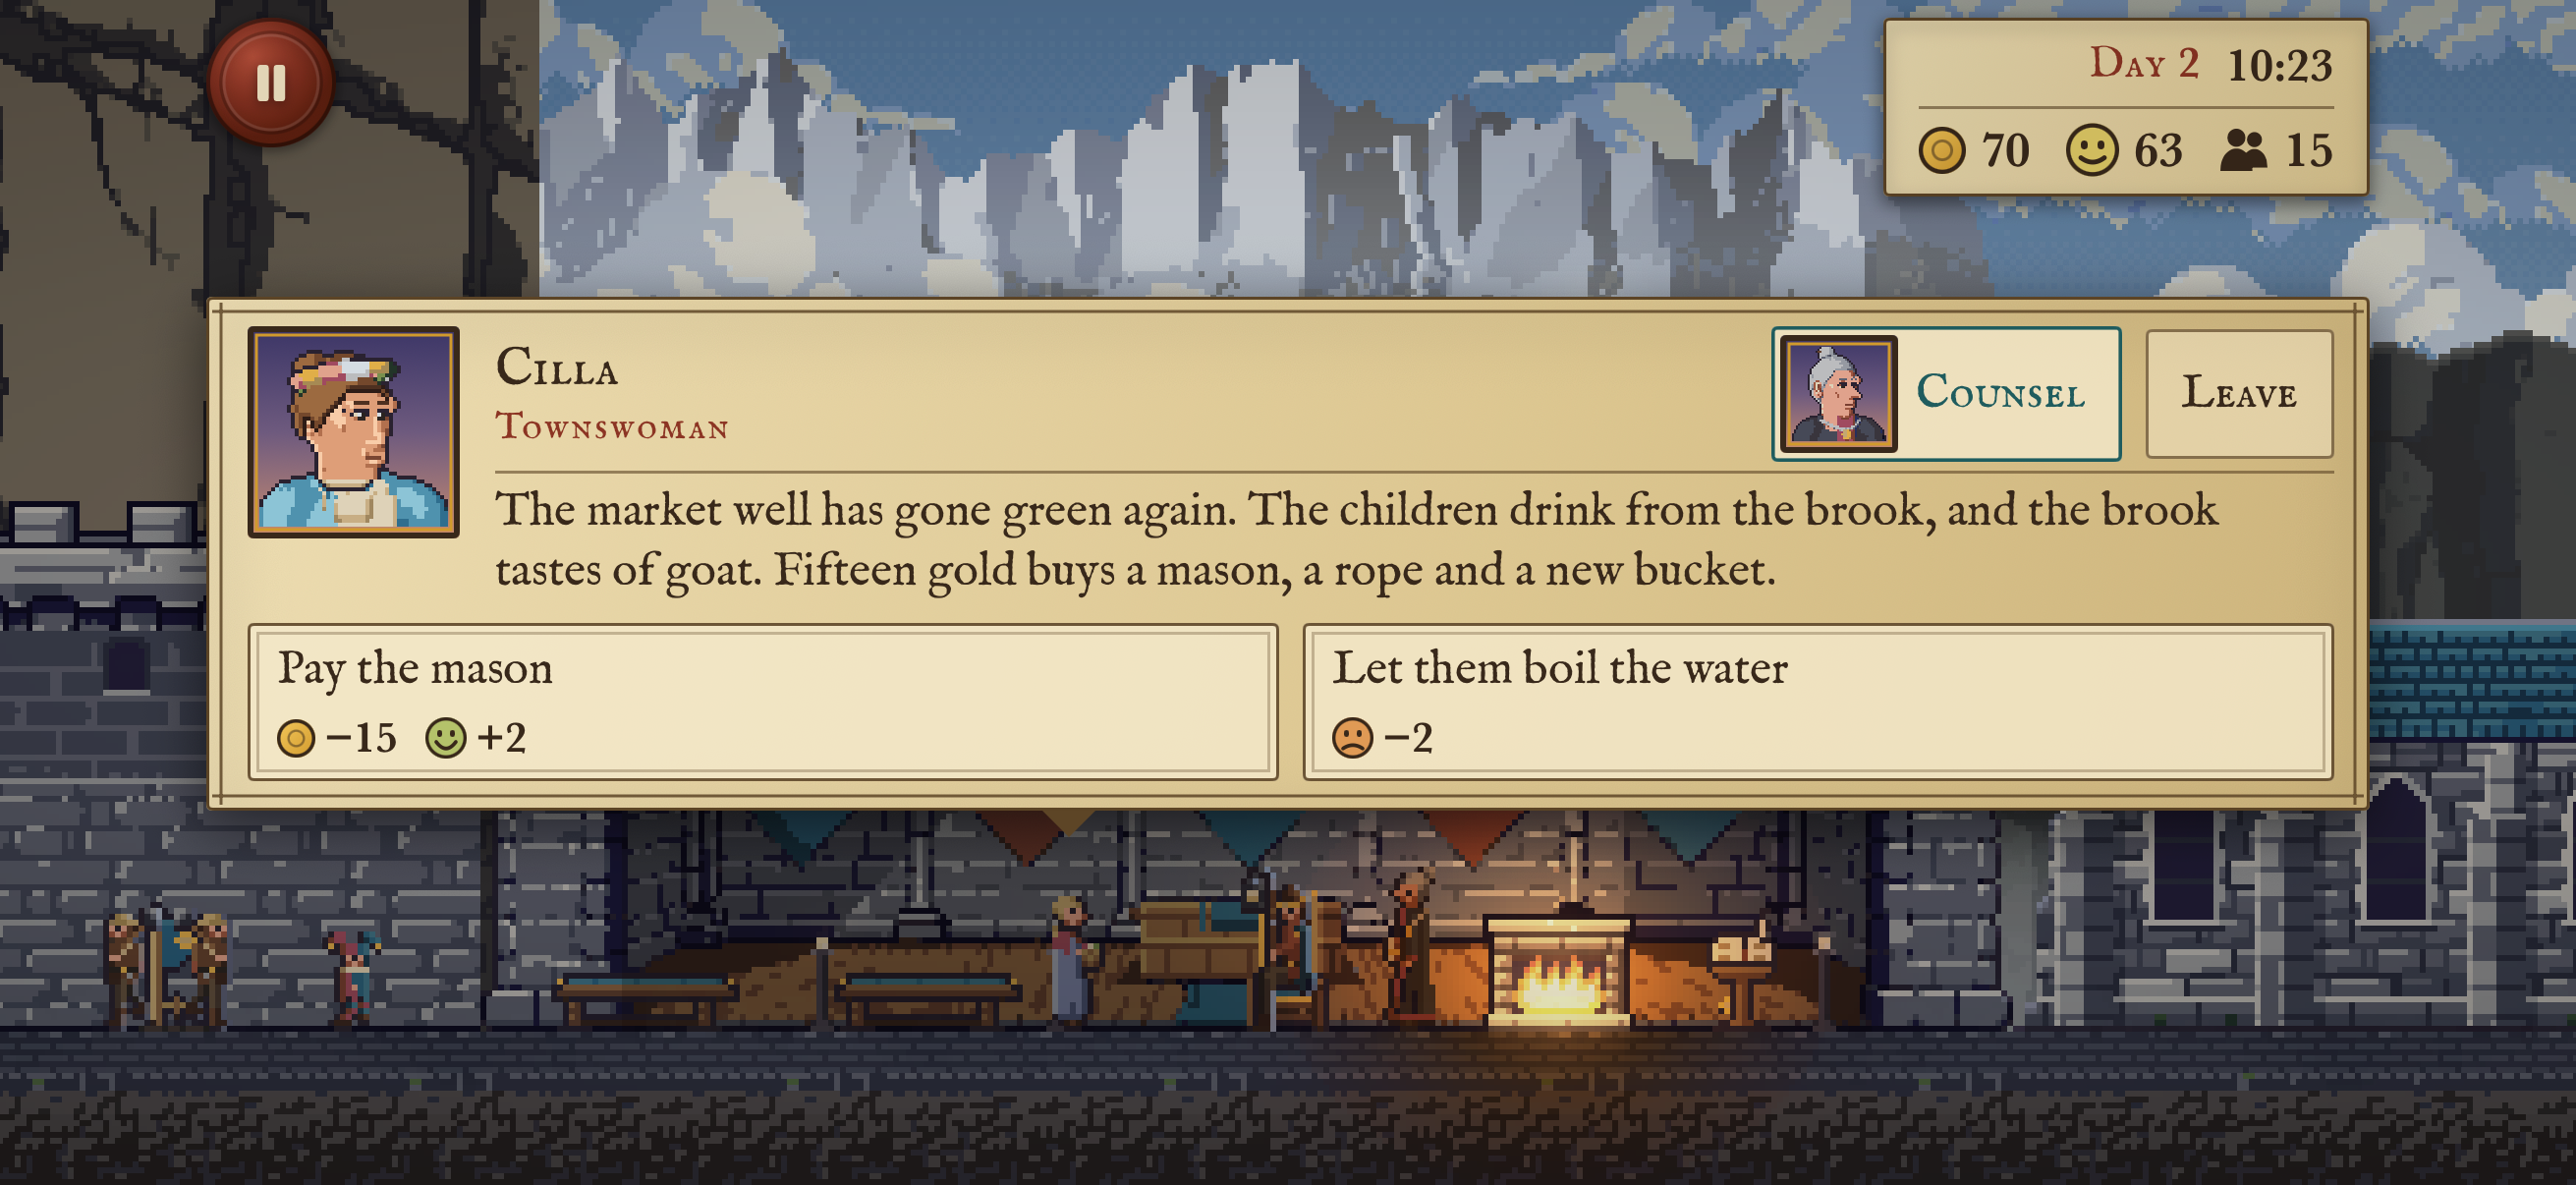 Day 2 10:23
70 63 15
Cilla
Townswoman
Counsel
Leave
The market well has gone green again. The children drink from the brook, and the brook
tastes of goat. Fifteen gold buys a mason, a rope and a new bucket.
Pay the mason
−15 +2
Let them boil the water
−2